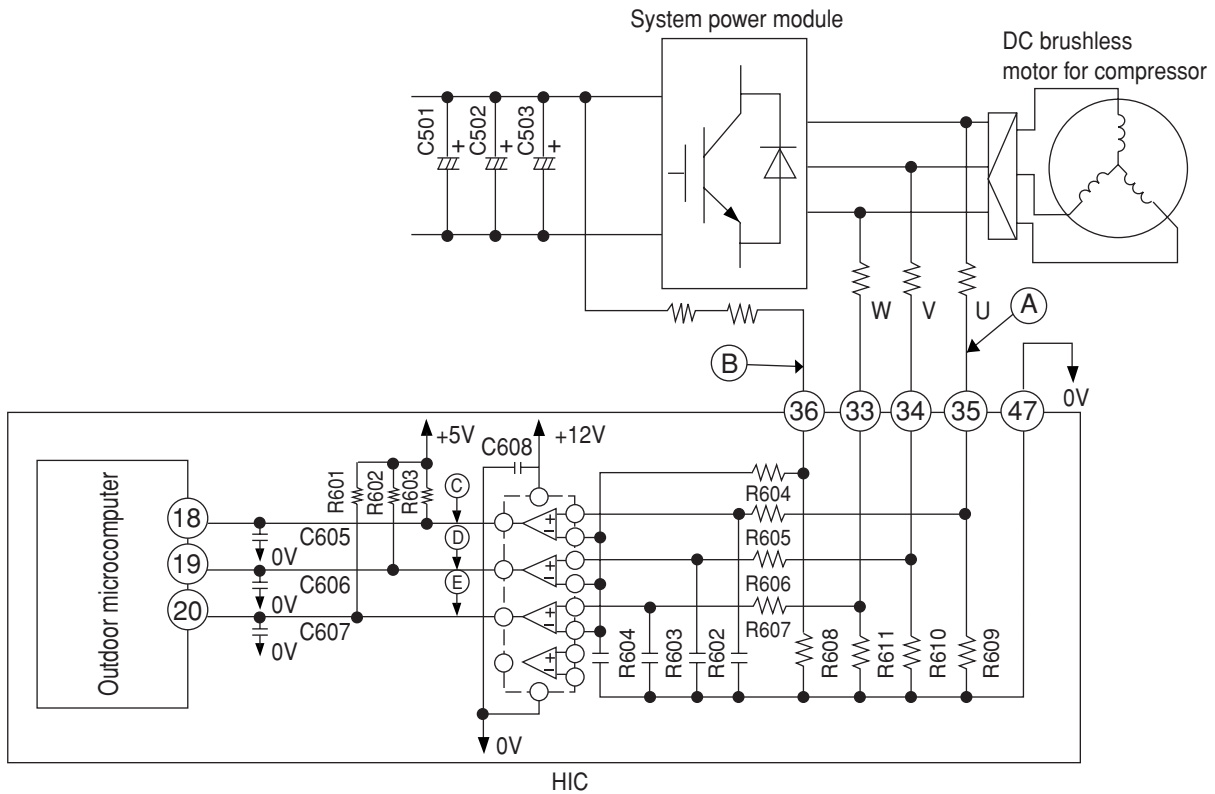 System power module
DC brushless
motor for compressor
C501
+
C502
+
C503
+
W
V
U
A
B
36
33
34
35
47
0V
+5V
C608
+12V
R601
R602
R603
C
R604
Outdoor microcomputer
18
+
−
R605
C605
0V
D
19
+
−
R606
C606
0V
E
20
+
−
R607
C607
0V
+
−
R604
R603
R602
R608
R611
R610
R609
0V
HIC